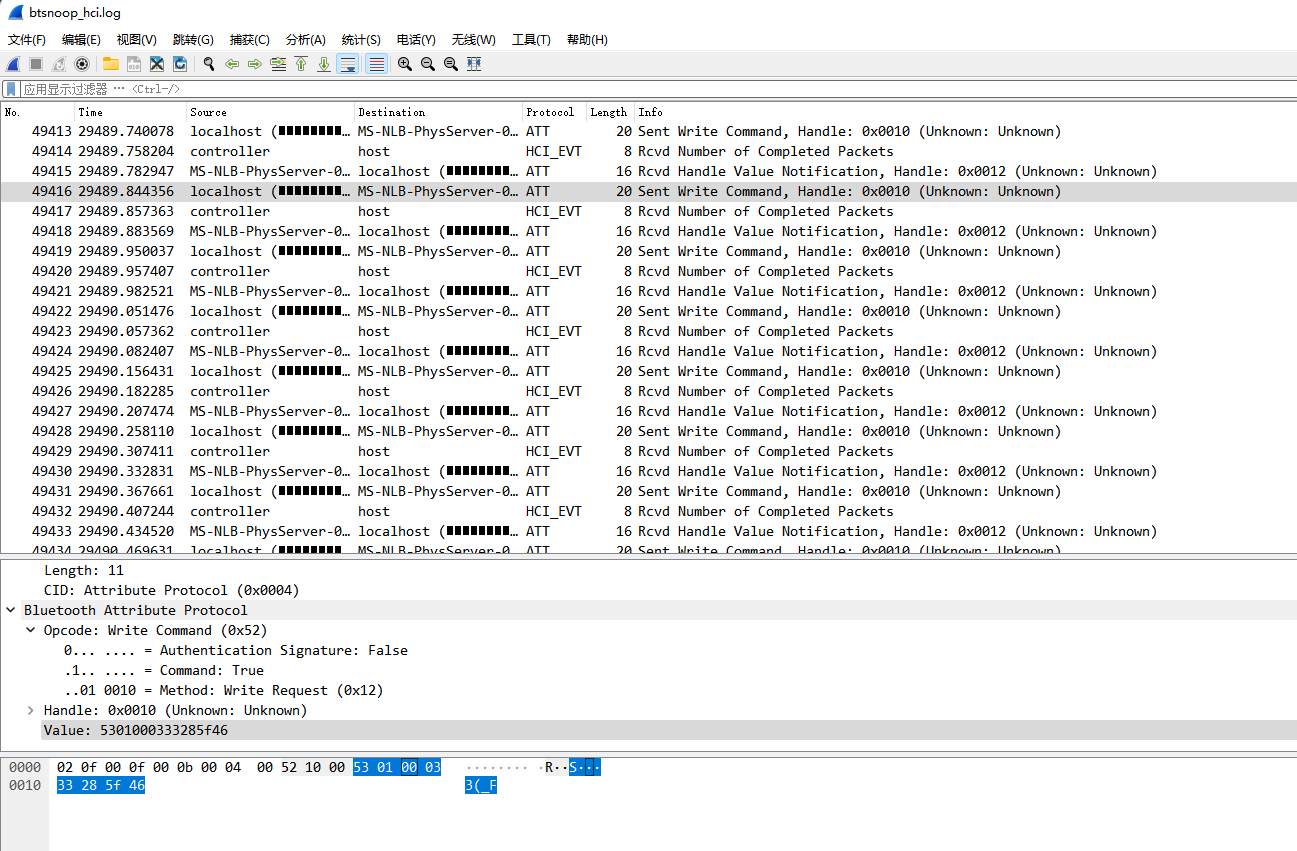 btsnoop_hci.log
文件(F) 编辑(E) 视图(V) 跳转(G) 捕获(C) 分析(A) 统计(S) 电话(Y) 无线(W) 工具(T) 帮助(H)
应用显示过滤器 … <Ctrl-/>
No. Time Source Destination Protocol Length Info
49413 29489.740078 localhost (… MS-NLB-PhysServer-0… ATT 20 Sent Write Command, Handle: 0x0010 (Unknown: Unknown)
49414 29489.758204 controller host HCI_EVT 8 Rcvd Number of Completed Packets
49415 29489.782947 MS-NLB-PhysServer-0… localhost (… ATT 16 Rcvd Handle Value Notification, Handle: 0x0012 (Unknown: Unknown)
49416 29489.844356 localhost (… MS-NLB-PhysServer-0… ATT 20 Sent Write Command, Handle: 0x0010 (Unknown: Unknown)
49417 29489.857363 controller host HCI_EVT 8 Rcvd Number of Completed Packets
49418 29489.883569 MS-NLB-PhysServer-0… localhost (… ATT 16 Rcvd Handle Value Notification, Handle: 0x0012 (Unknown: Unknown)
49419 29489.950037 localhost (… MS-NLB-PhysServer-0… ATT 20 Sent Write Command, Handle: 0x0010 (Unknown: Unknown)
49420 29489.957407 controller host HCI_EVT 8 Rcvd Number of Completed Packets
49421 29489.982521 MS-NLB-PhysServer-0… localhost (… ATT 16 Rcvd Handle Value Notification, Handle: 0x0012 (Unknown: Unknown)
49422 29490.051476 localhost (… MS-NLB-PhysServer-0… ATT 20 Sent Write Command, Handle: 0x0010 (Unknown: Unknown)
49423 29490.057362 controller host HCI_EVT 8 Rcvd Number of Completed Packets
49424 29490.082407 MS-NLB-PhysServer-0… localhost (… ATT 16 Rcvd Handle Value Notification, Handle: 0x0012 (Unknown: Unknown)
49425 29490.156431 localhost (… MS-NLB-PhysServer-0… ATT 20 Sent Write Command, Handle: 0x0010 (Unknown: Unknown)
49426 29490.182285 controller host HCI_EVT 8 Rcvd Number of Completed Packets
49427 29490.207474 MS-NLB-PhysServer-0… localhost (… ATT 16 Rcvd Handle Value Notification, Handle: 0x0012 (Unknown: Unknown)
49428 29490.258110 localhost (… MS-NLB-PhysServer-0… ATT 20 Sent Write Command, Handle: 0x0010 (Unknown: Unknown)
49429 29490.307411 controller host HCI_EVT 8 Rcvd Number of Completed Packets
49430 29490.332831 MS-NLB-PhysServer-0… localhost (… ATT 16 Rcvd Handle Value Notification, Handle: 0x0012 (Unknown: Unknown)
49431 29490.367661 localhost (… MS-NLB-PhysServer-0… ATT 20 Sent Write Command, Handle: 0x0010 (Unknown: Unknown)
49432 29490.407244 controller host HCI_EVT 8 Rcvd Number of Completed Packets
49433 29490.434520 MS-NLB-PhysServer-0… localhost (… ATT 16 Rcvd Handle Value Notification, Handle: 0x0012 (Unknown: Unknown)
49434 29490.469631 localhost (… MS-NLB-PhysServer-0… ATT 20 Sent Write Command, Handle: 0x0010 (Unknown: Unknown)
Length: 11
CID: Attribute Protocol (0x0004)
Bluetooth Attribute Protocol
Opcode: Write Command (0x52)
0... .... = Authentication Signature: False
.1.. .... = Command: True
..01 0010 = Method: Write Request (0x12)
Handle: 0x0010 (Unknown: Unknown)
Value: 5301000333285f46
0000 02 0f 00 0f 00 0b 00 04 00 52 10 00 53 01 00 03 ········ ·R··S···
0010 33 28 5f 46 3(_F